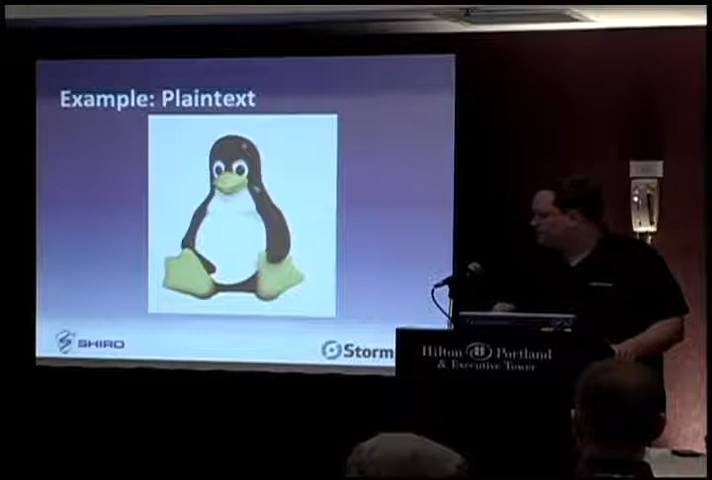 Example: Plaintext
SHIRO
Storm
Hilton Portland
& Executive Tower